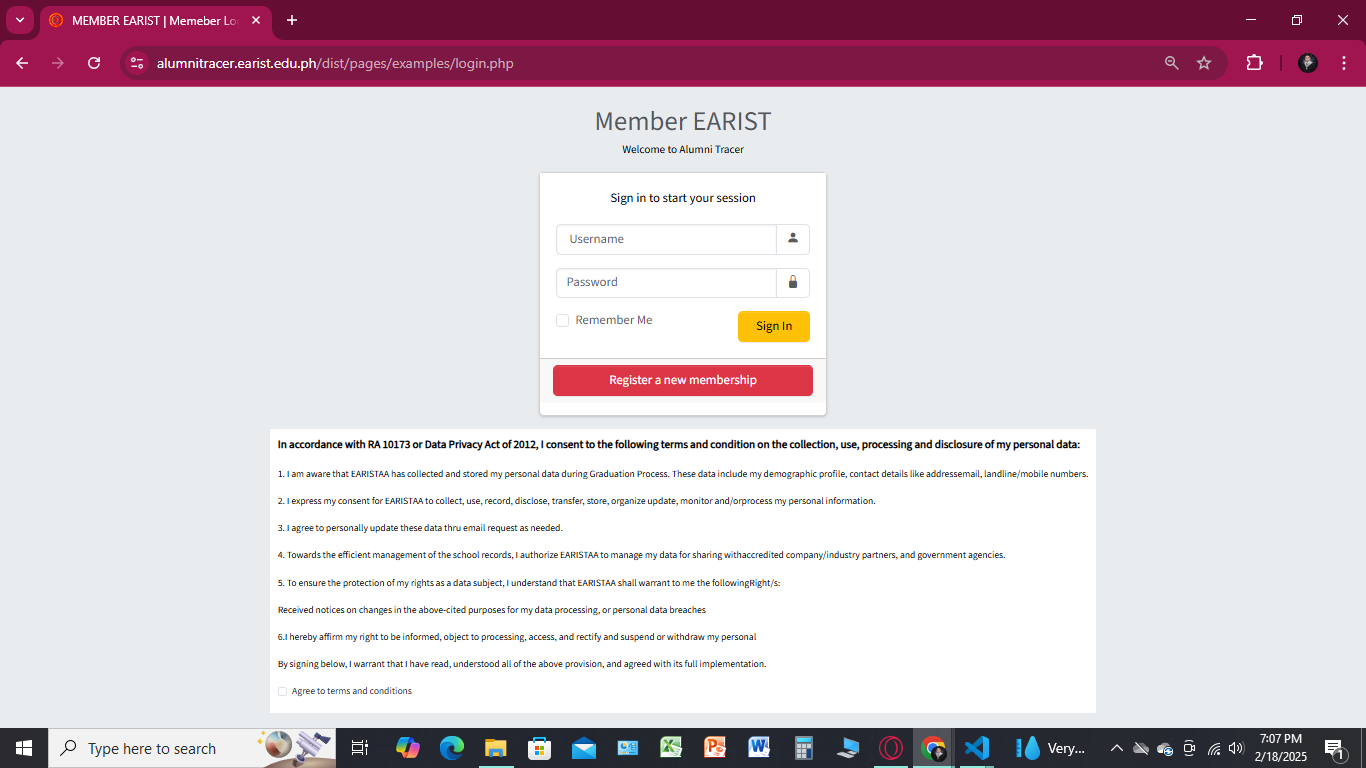 MEMBER EARIST | Memeber Lo
alumnitracer.earist.edu.ph/dist/pages/examples/login.php
Member EARIST
Welcome to Alumni Tracer
Sign in to start your session
Username
Password
Remember Me
Sign In
Register a new membership
In accordance with RA 10173 or Data Privacy Act of 2012, I consent to the following terms and condition on the collection, use, processing and disclosure of my personal data:
1. I am aware that EARISTAA has collected and stored my personal data during Graduation Process. These data include my demographic profile, contact details like addressemail, landline/mobile numbers.
2. I express my consent for EARISTAA to collect, use, record, disclose, transfer, store, organize update, monitor and/orprocess my personal information.
3. I agree to personally update these data thru email request as needed.
4. Towards the efficient management of the school records, I authorize EARISTAA to manage my data for sharing withaccredited company/industry partners, and government agencies.
5. To ensure the protection of my rights as a data subject, I understand that EARISTAA shall warrant to me the followingRight/s:
Received notices on changes in the above-cited purposes for my data processing, or personal data breaches
6.I hereby affirm my right to be informed, object to processing, access, and rectify and suspend or withdraw my personal
By signing below, I warrant that I have read, understood all of the above provision, and agreed with its full implementation.
Agree to terms and conditions
Type here to search
Very...
7:07 PM
2/18/2025
1